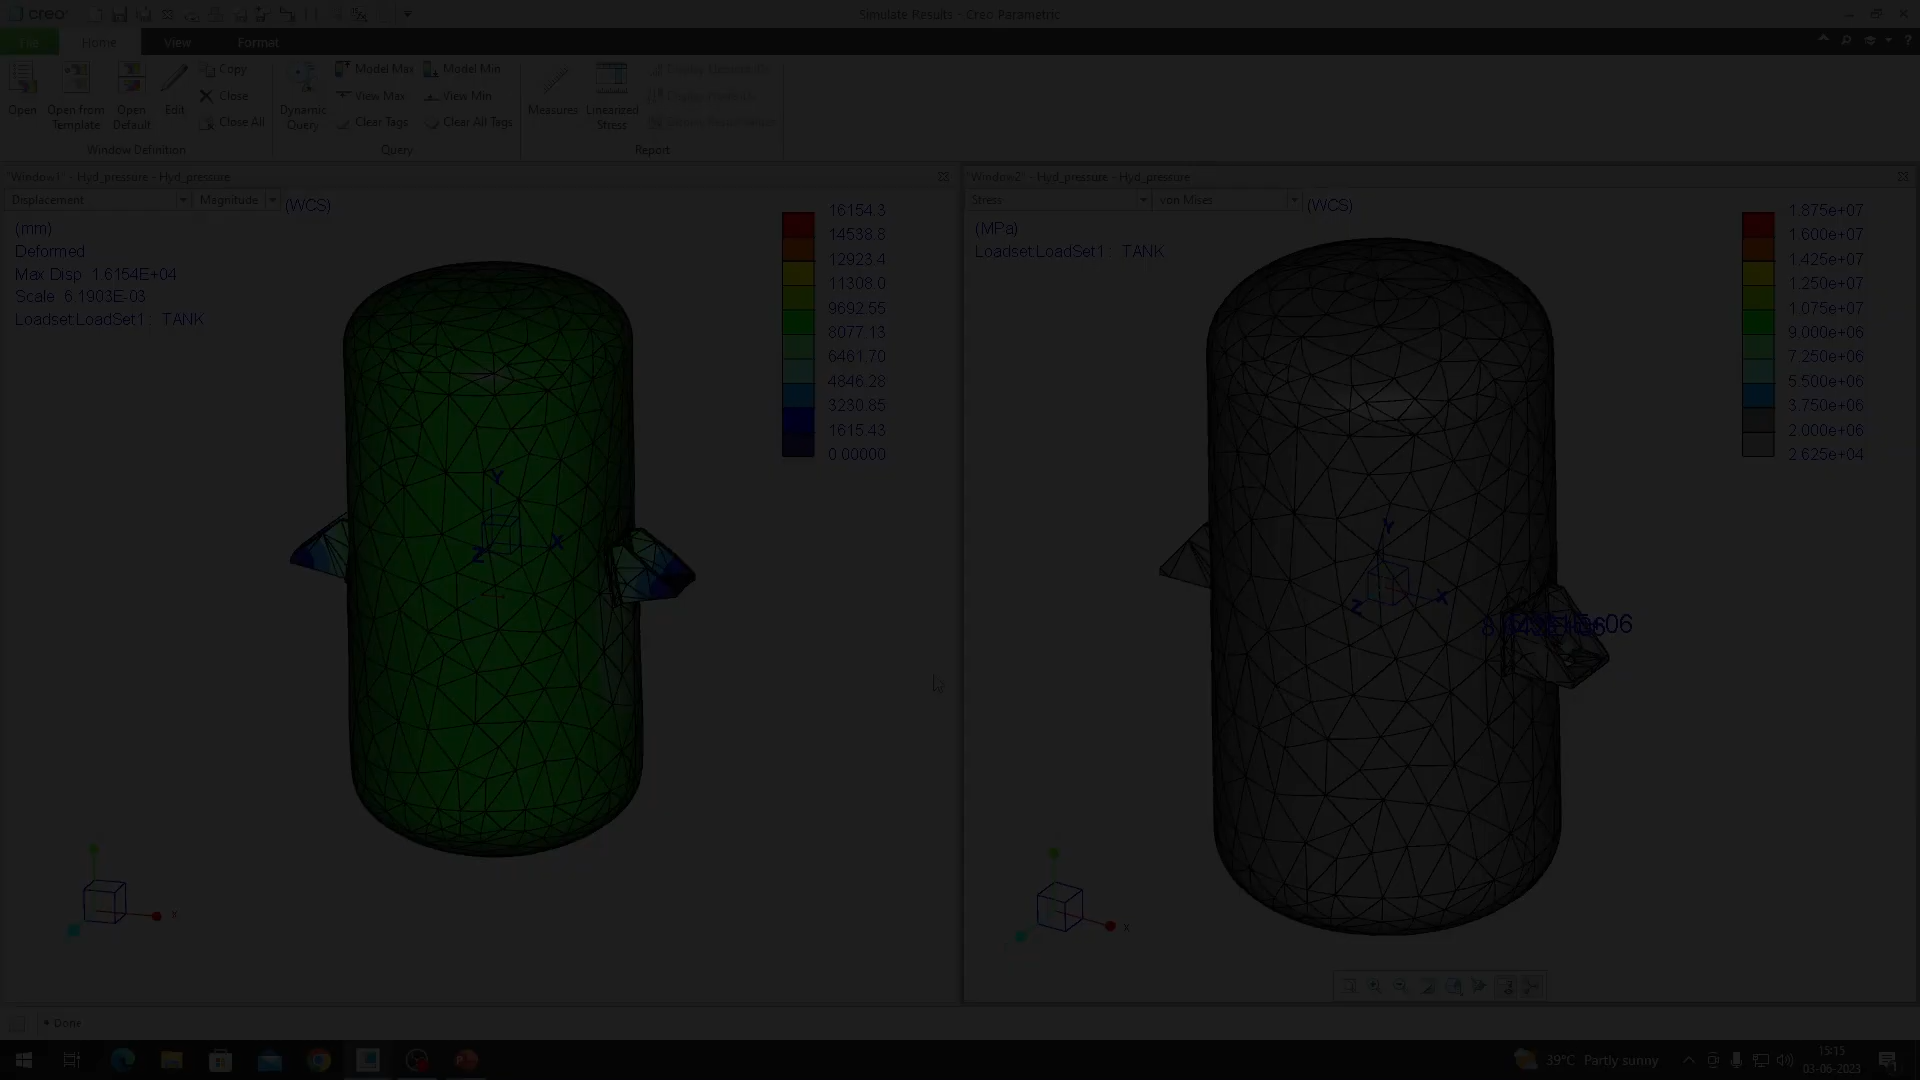 creo
Simulate Results - Creo Parametric
File Home View Format
Open
Open from Template
Open Default
Edit
Copy
Close
Close All
Window Definition
Dynamic Query
Model Max
Model Min
View Max
View Min
Clear Tags
Clear All Tags
Query
Measures
Linearized Stress
Report
"Window1" - Hyd_pressure - Hyd_pressure
Displacement Magnitude (WCS)
(mm)
Deformed
Max Disp 1.6154E+04
Scale 6.1903E-03
Loadset:LoadSet1 : TANK
16154.3
14538.8
12923.4
11308.0
9692.55
8077.13
6461.70
4846.28
3230.85
1615.43
0.00000
Y
X
Z
X
"Window2" - Hyd_pressure - Hyd_pressure
Stress von Mises (WCS)
(MPa)
Loadset:LoadSet1 : TANK
1.875e+07
1.600e+07
1.425e+07
1.250e+07
1.075e+07
9.000e+06
7.250e+06
5.500e+06
3.750e+06
2.000e+06
2.625e+04
Y
X
Z
X
• Done
39°C Partly sunny
15:15
03-06-2023